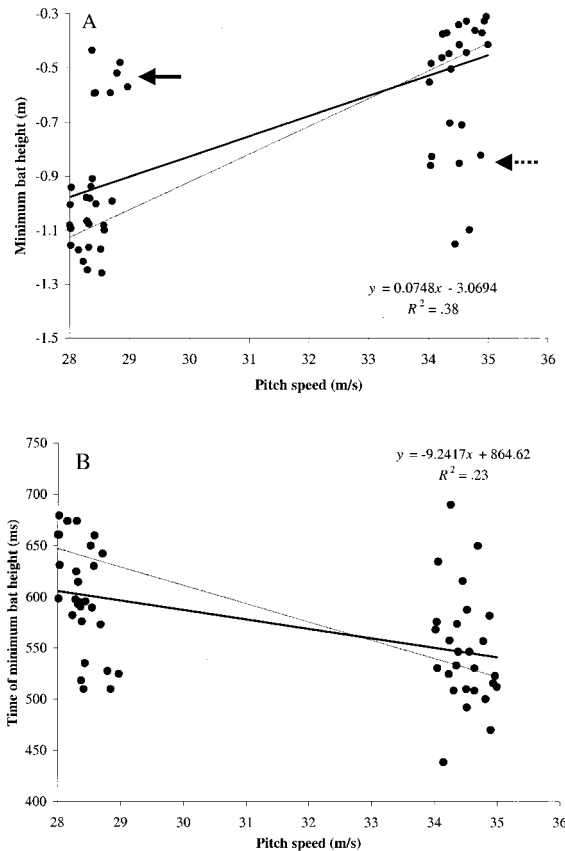 A
-0.3
-0.5
-0.7
-0.9
-1.1
-1.3
-1.5
Minimum bat height (m)
y = 0.0748x - 3.0694
R² = .38
28 29 30 31 32 33 34 35 36
Pitch speed (m/s)
B
750
700
650
600
550
500
450
400
Time of minimum bat height (ms)
y = -9.2417x + 864.62
R² = .23
28 29 30 31 32 33 34 35 36
Pitch speed (m/s)